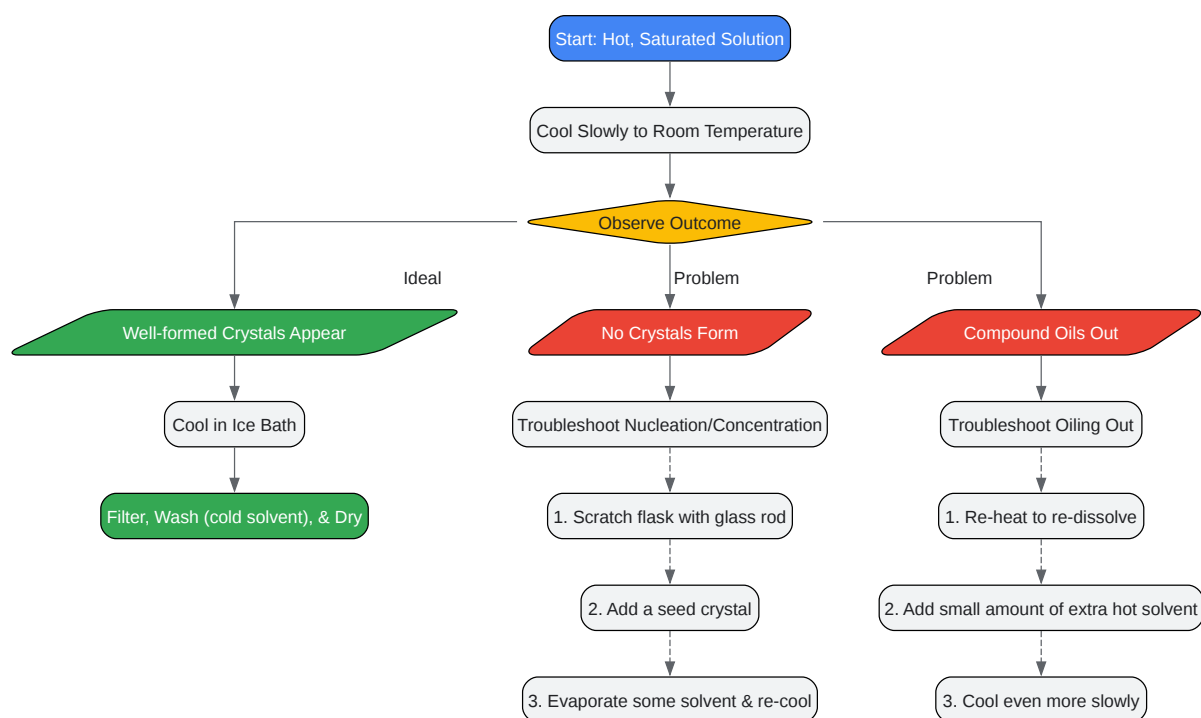 Start: Hot, Saturated Solution
Cool Slowly to Room Temperature
Observe Outcome
Ideal
Problem
Problem
Well-formed Crystals Appear
No Crystals Form
Compound Oils Out
Cool in Ice Bath
Troubleshoot Nucleation/Concentration
Troubleshoot Oiling Out
Filter, Wash (cold solvent), & Dry
1. Scratch flask with glass rod
1. Re-heat to re-dissolve
2. Add a seed crystal
2. Add small amount of extra hot solvent
3. Evaporate some solvent & re-cool
3. Cool even more slowly